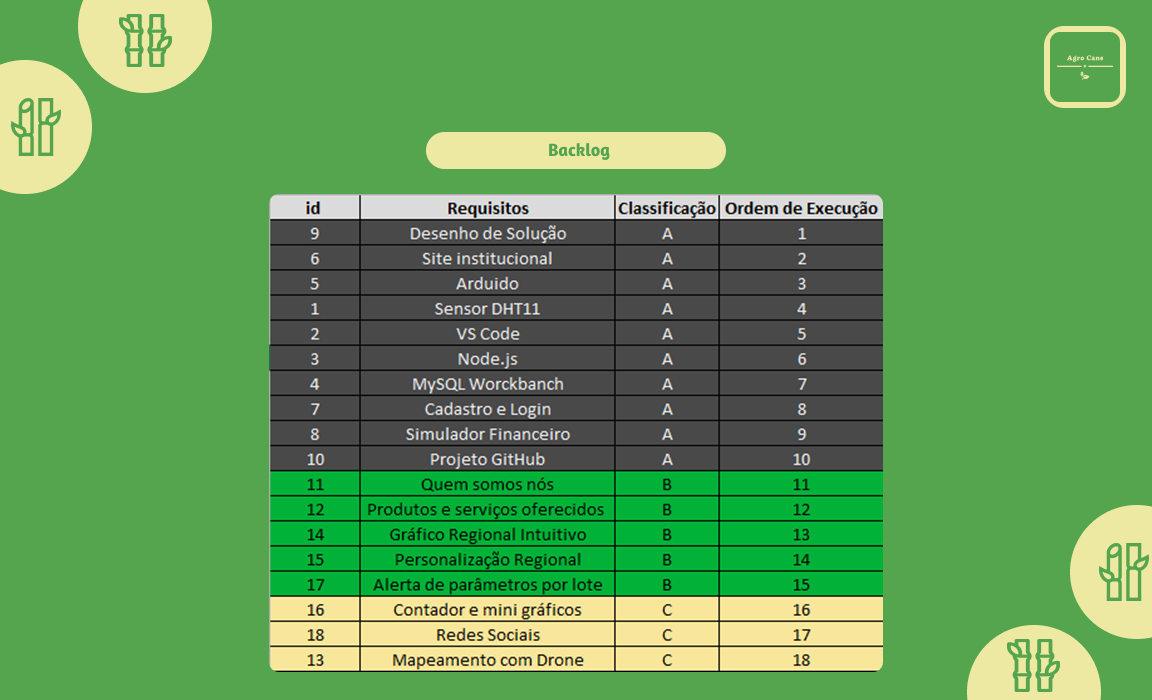 Agro Cane
Backlog
id Requisitos Classificação Ordem de Execução
9 Desenho de Solução A 1
6 Site institucional A 2
5 Arduido A 3
1 Sensor DHT11 A 4
2 VS Code A 5
3 Node.js A 6
4 MySQL Worckbanch A 7
7 Cadastro e Login A 8
8 Simulador Financeiro A 9
10 Projeto GitHub A 10
11 Quem somos nós B 11
12 Produtos e serviços oferecidos B 12
14 Gráfico Regional Intuitivo B 13
15 Personalização Regional B 14
17 Alerta de parâmetros por lote B 15
16 Contador e mini gráficos C 16
18 Redes Sociais C 17
13 Mapeamento com Drone C 18